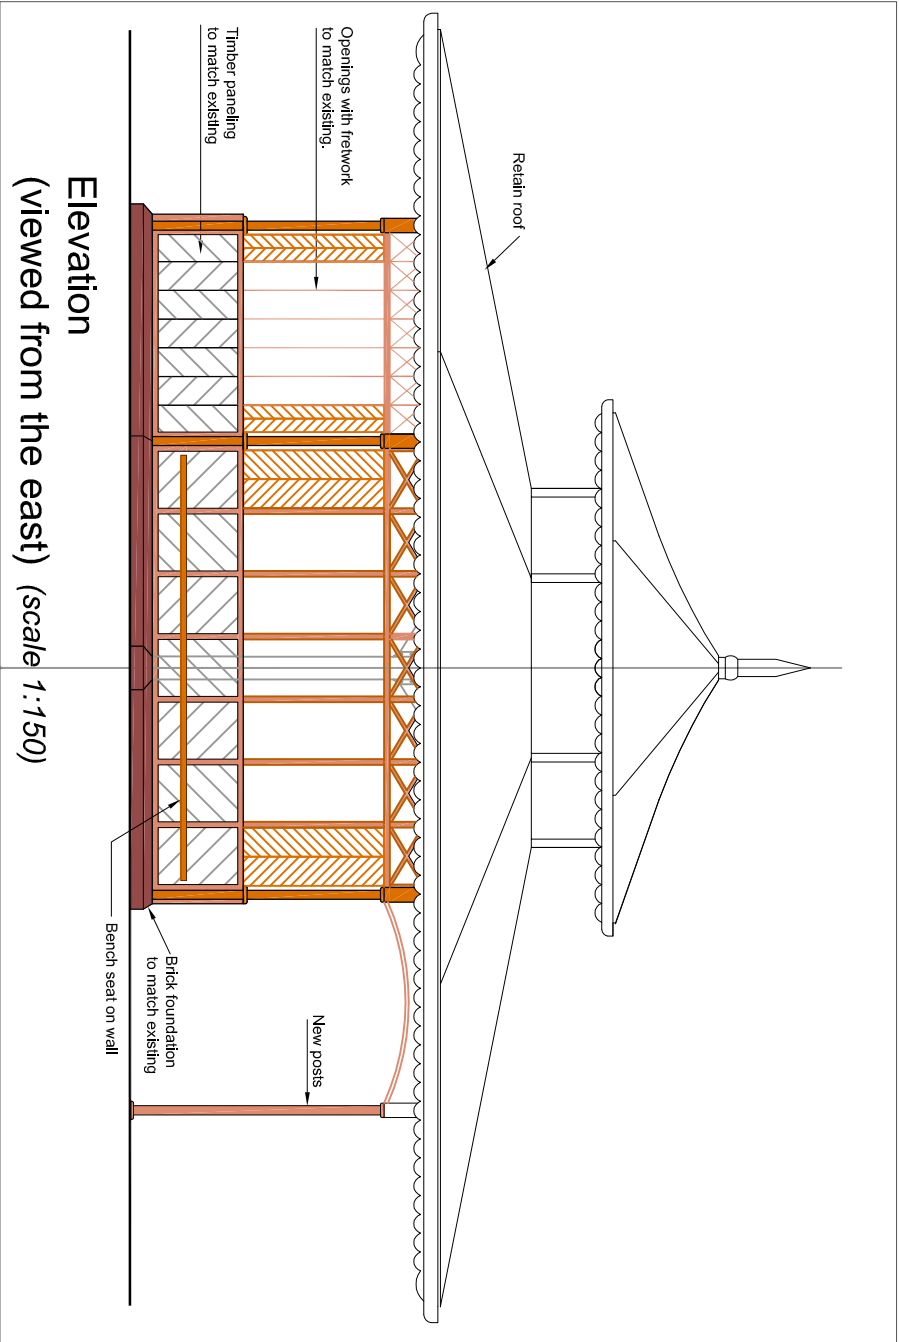 Retain roof
Openings with fretwork
to match existing.
Timber paneling
to match existing
New posts
Brick foundation
to match existing
Bench seat on wall
Elevation
(viewed from the east) (scale 1:150)